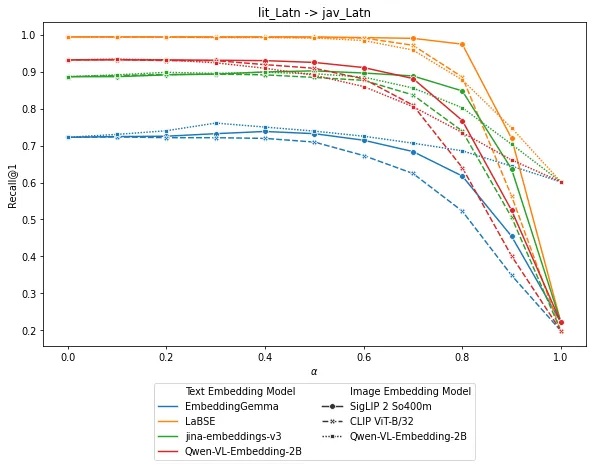 lit_Latn -> jav_Latn
Recall@1
1.0
0.9
0.8
0.7
0.6
0.5
0.4
0.3
0.2
0.0 0.2 0.4 0.6 0.8 1.0
α
Text Embedding Model Image Embedding Model
EmbeddingGemma SigLIP 2 So400m
LaBSE CLIP ViT-B/32
jina-embeddings-v3 Qwen-VL-Embedding-2B
Qwen-VL-Embedding-2B